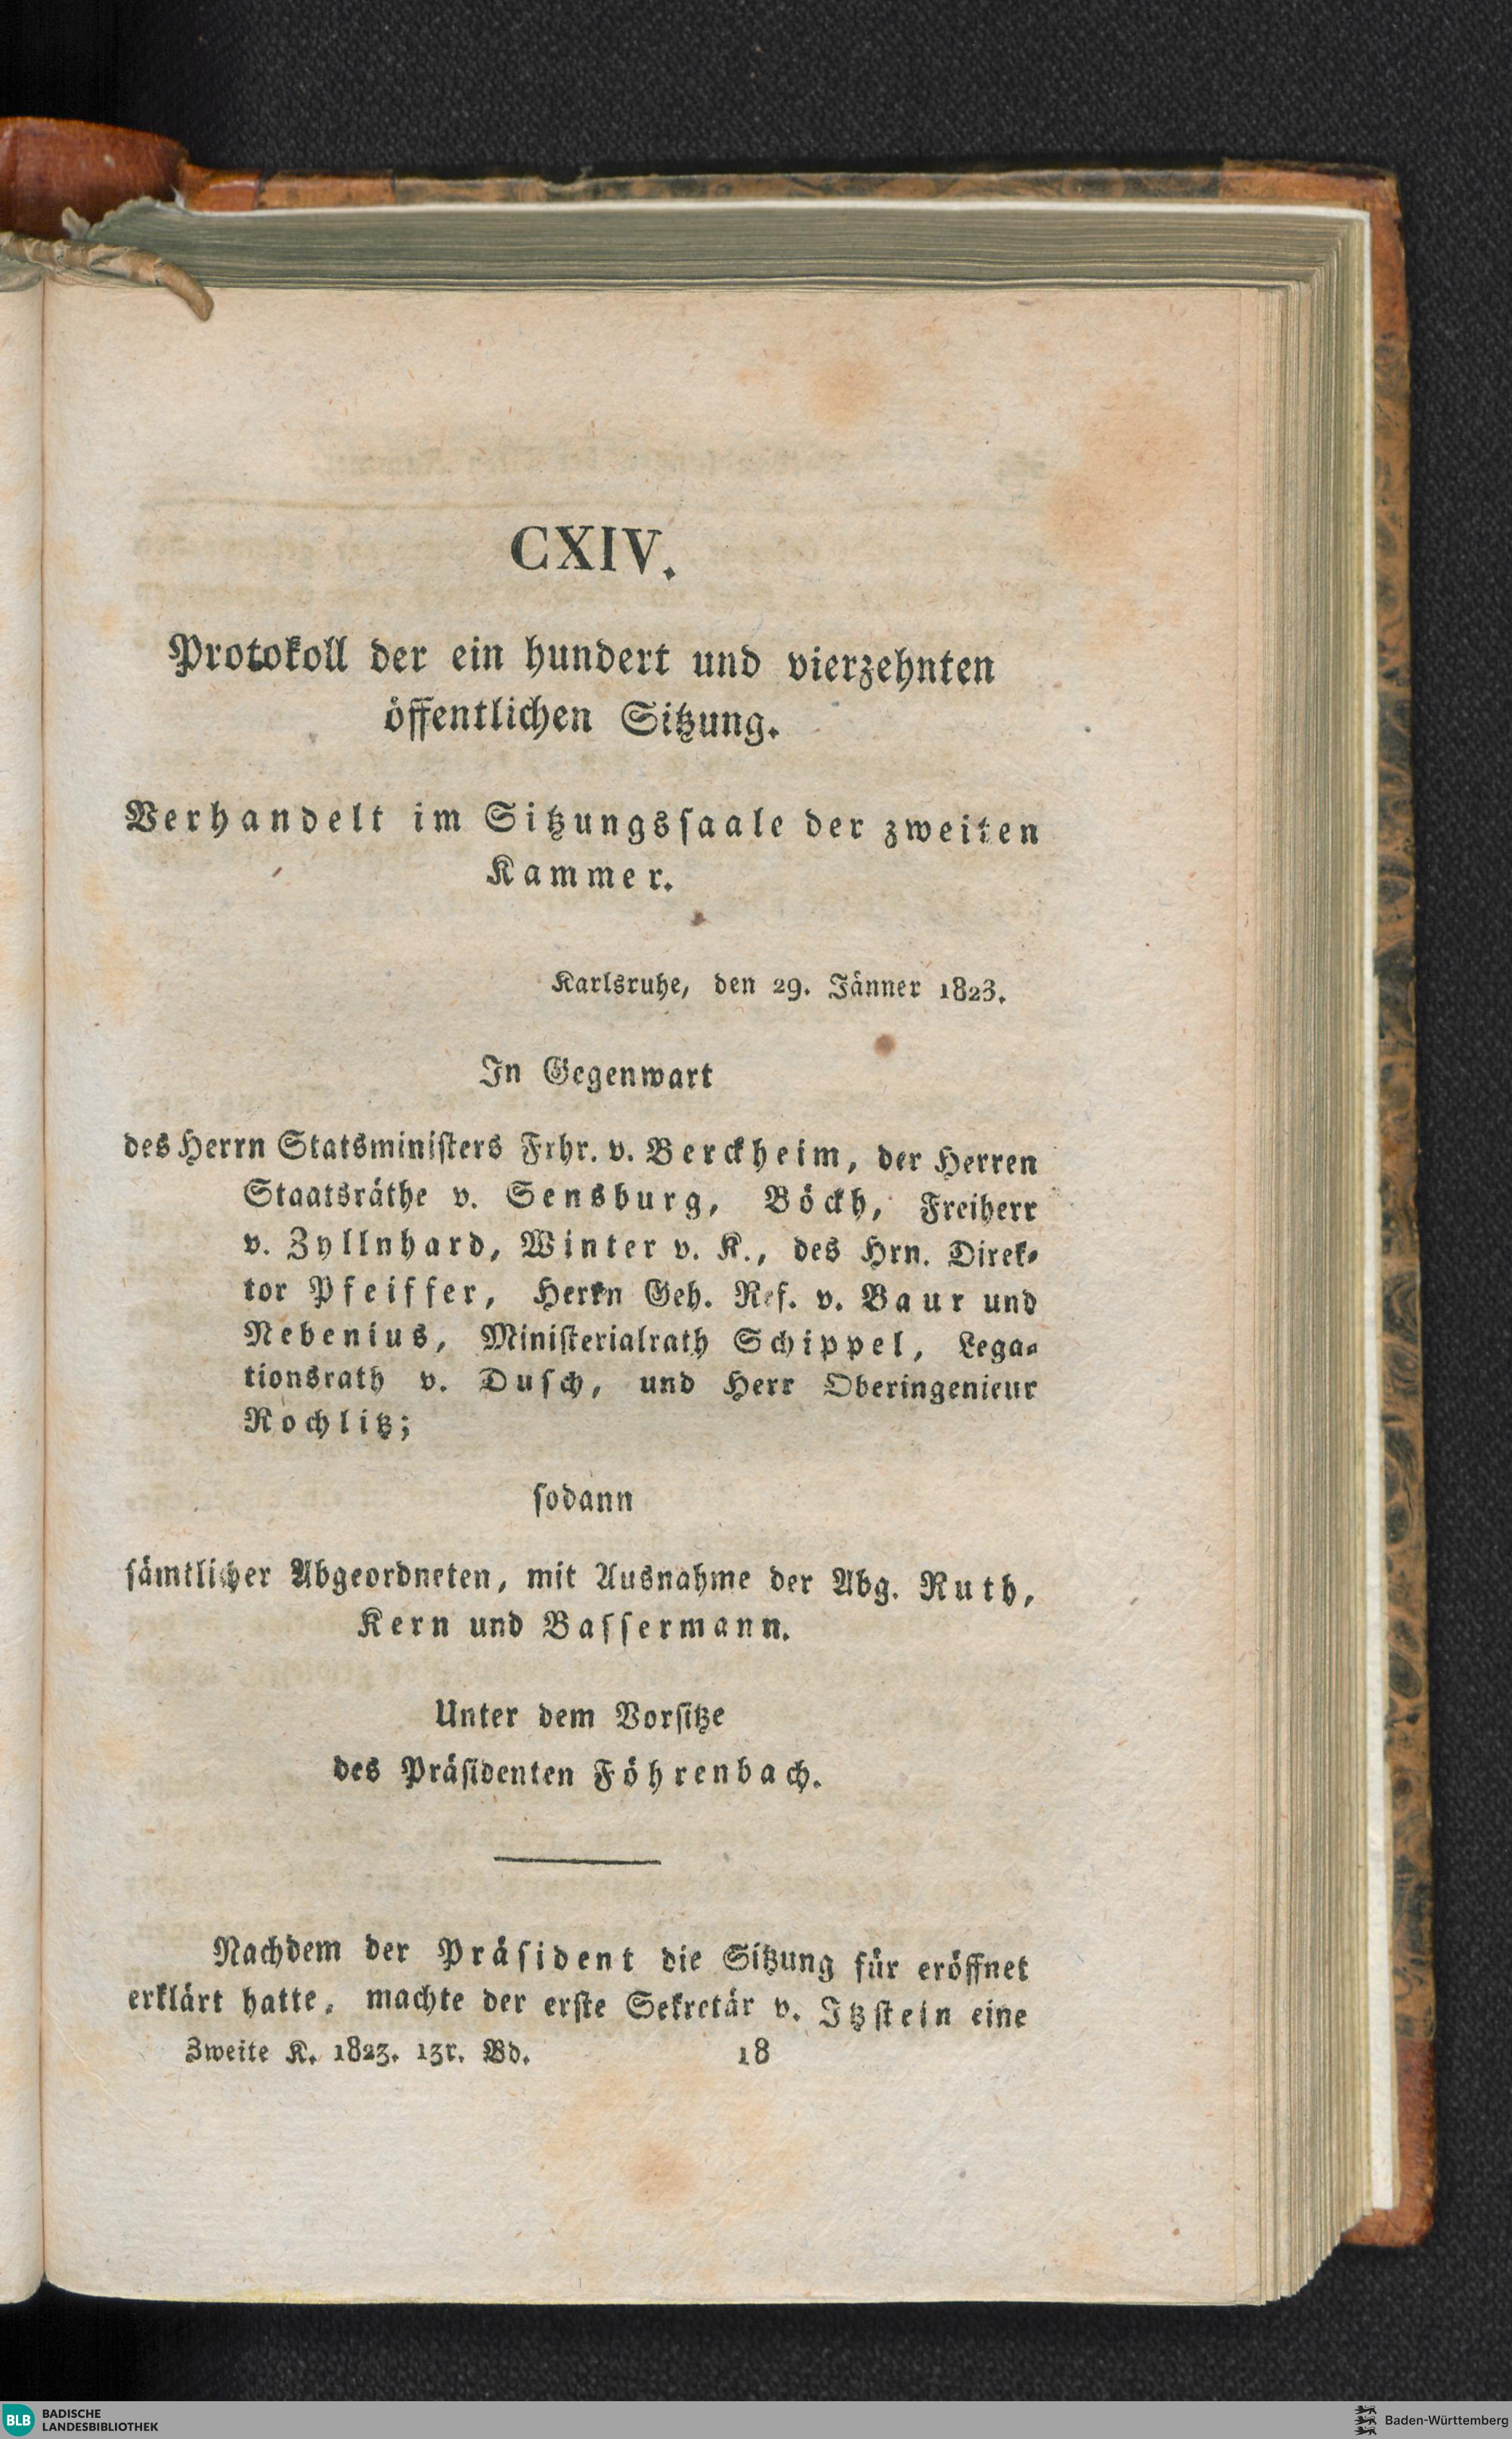 CXIV.
Protokoll der ein hundert und vierzehnten
öffentlichen Sitzung.
Verhandelt im Sitzungsſaale der zweiten
Kammer.
Karlsruhe, den 29. Jänner 1823.
In Gegenwart
des Herrn Statsminiſters Frhr. v. Berckheim, der Herren
Staatsräthe v. Sensburg, Böckh, Freiherr
v. Zyllnhard, Winter v. K., des Hrn. Direk⸗
tor Pfeiffer, Herrn Geh. Ref. v. Baur und
Nebenius, Miniſterialrath Schippel, Lega⸗
tionsrath v. Duſch, und Herr Oberingenieur
Rochlitz;
ſodann
ſämtlicher Abgeordneten, mit Ausnahme der Abg. Ruth,
Kern und Baſſermann.
Unter dem Vorſitze
des Präſidenten Föhrenbach.
Nachdem der Präſident die Sitzung für eröffnet
erklärt hatte, machte der erſte Sekretär v. Itzſtein eine
Zweite K. 1823. 13r. Bd. 18
BLB BADISCHE
LANDESBIBLIOTHEK
Baden-Württemberg